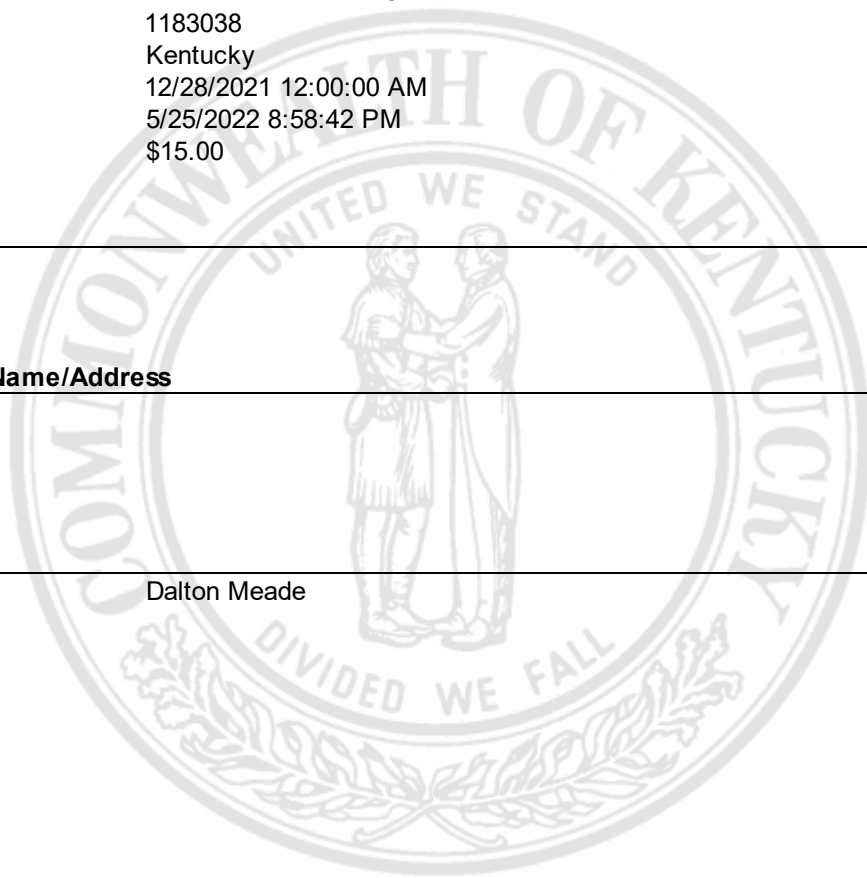 1183038
Kentucky
12/28/2021 12:00:00 AM
5/25/2022 8:58:42 PM
$15.00
COMMONWEALTH OF KENTUCKY
UNITED WE STAND
Name/Address
Dalton Meade
DIVIDED WE FALL